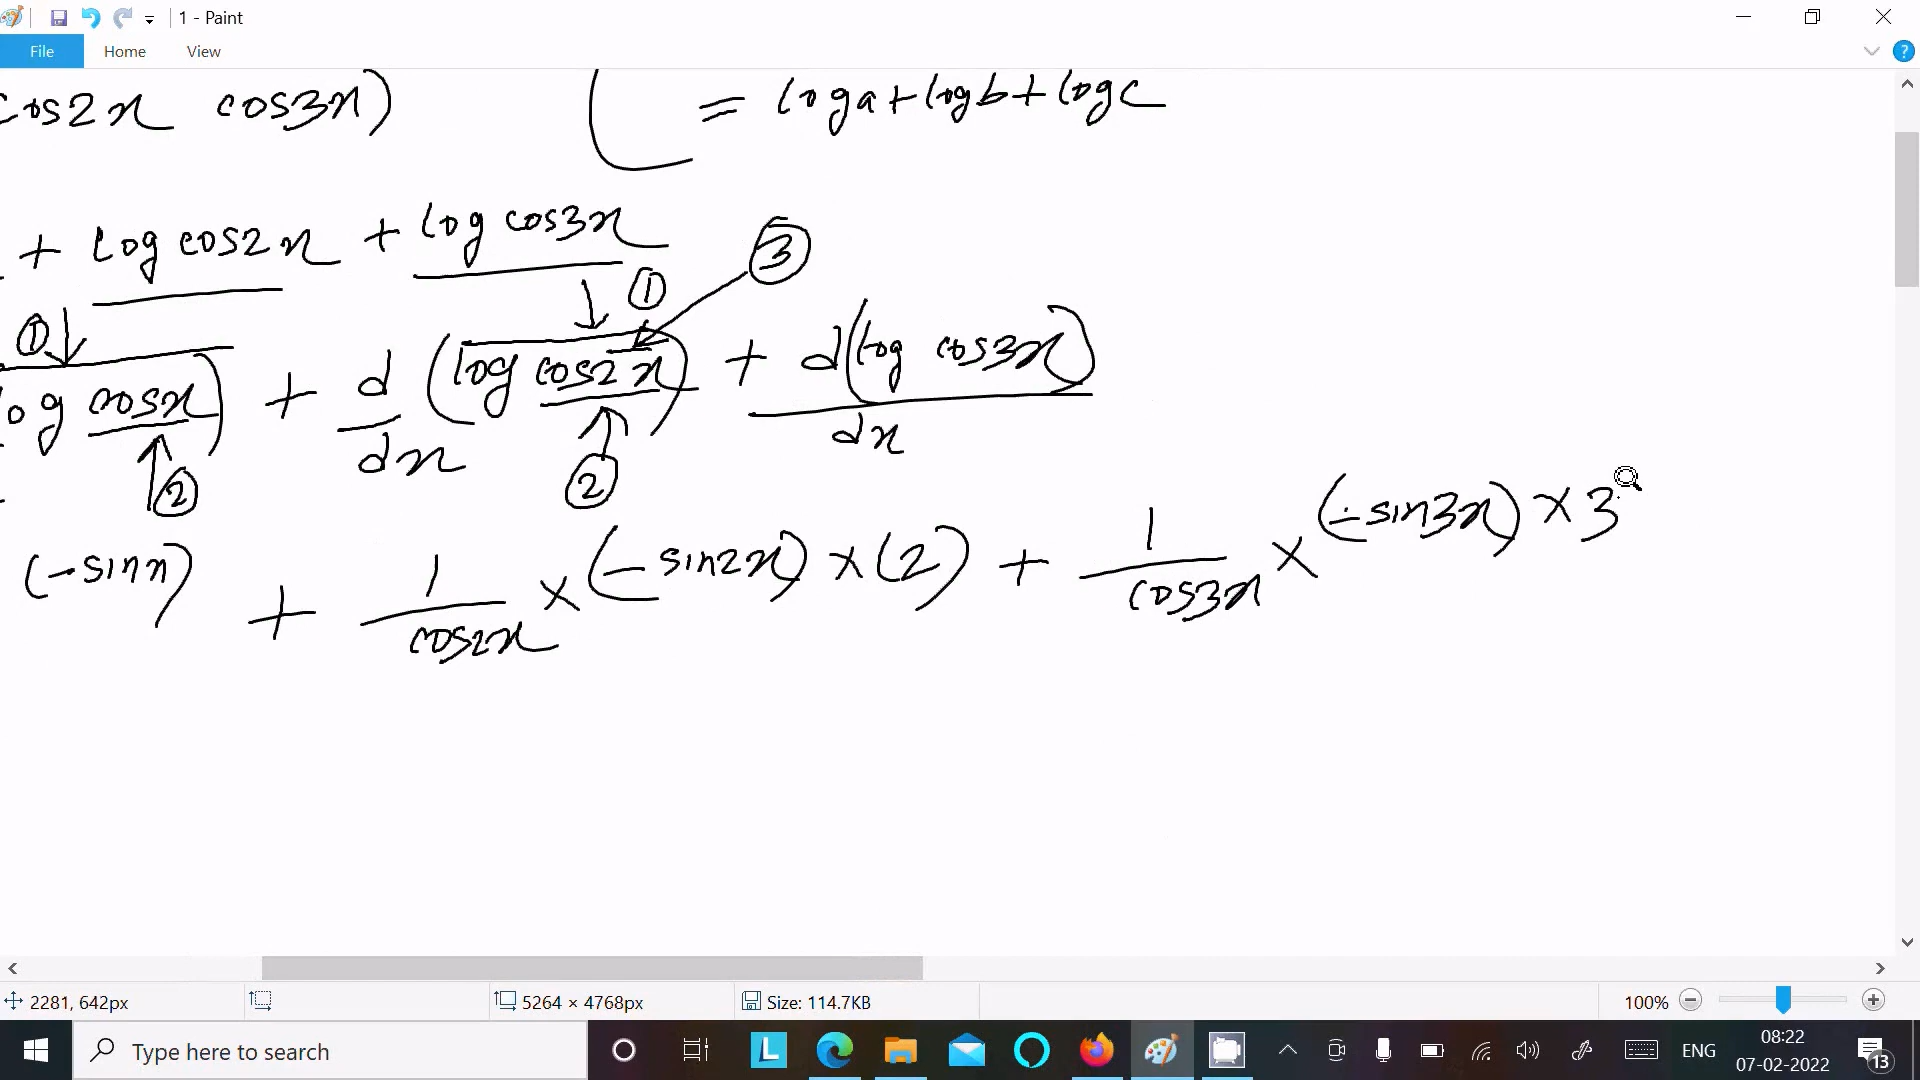 1 - Paint
File Home View
cos2x cos3x)
= loga+logb+logc
+ log cos2x + log cos3x
3
1
1
log cosx) + d/dx (log cos2x) + d(log cos3x)/dx
2
2
(-sinx) + 1/cos2x × (-sin2x) × (2) + 1/cos3x × (-sin3x) × 3
2281, 642px 5264 × 4768px Size: 114.7KB 100%
Type here to search
ENG 08:22
07-02-2022
13